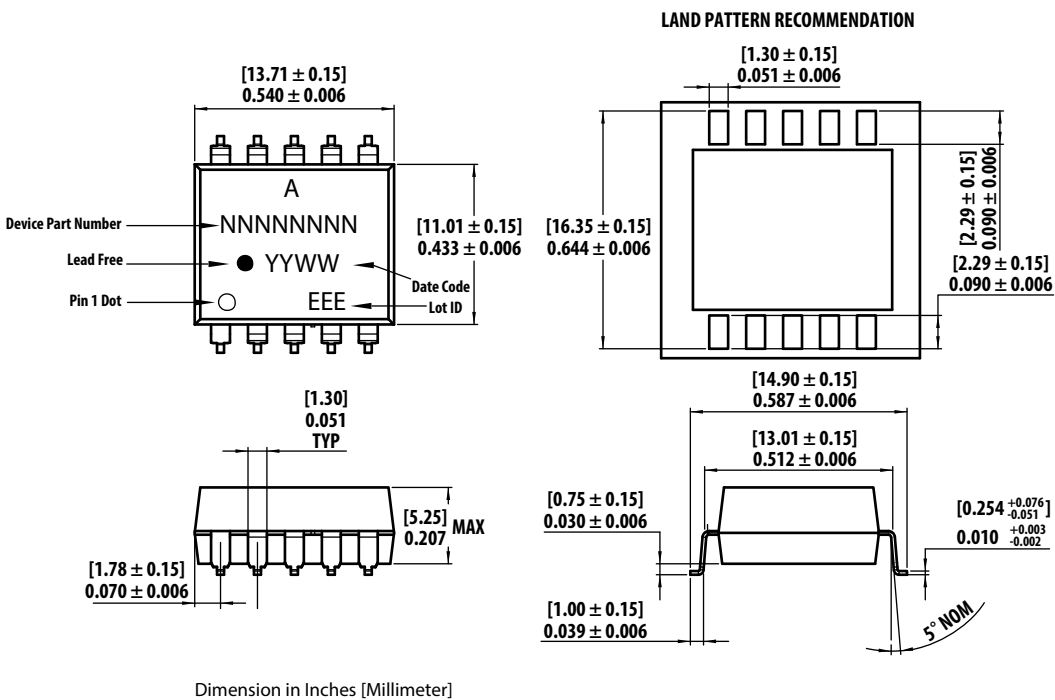 LAND PATTERN RECOMMENDATION
[13.71 ± 0.15]
0.540 ± 0.006
[1.30 ± 0.15]
0.051 ± 0.006
A
Device Part Number
NNNNNNNNN
Lead Free
YYWW
Date Code
Pin 1 Dot
EEE
Lot ID
[11.01 ± 0.15]
0.433 ± 0.006
[16.35 ± 0.15]
0.644 ± 0.006
[2.29 ± 0.15]
0.090 ± 0.006
[2.29 ± 0.15]
0.090 ± 0.006
[1.30]
0.051
TYP
[5.25]
0.207
MAX
[1.78 ± 0.15]
0.070 ± 0.006
[14.90 ± 0.15]
0.587 ± 0.006
[13.01 ± 0.15]
0.512 ± 0.006
[0.75 ± 0.15]
0.030 ± 0.006
[0.254 +0.076 -0.051]
0.010 +0.003 -0.002
[1.00 ± 0.15]
0.039 ± 0.006
5° NOM
Dimension in Inches [Millimeter]